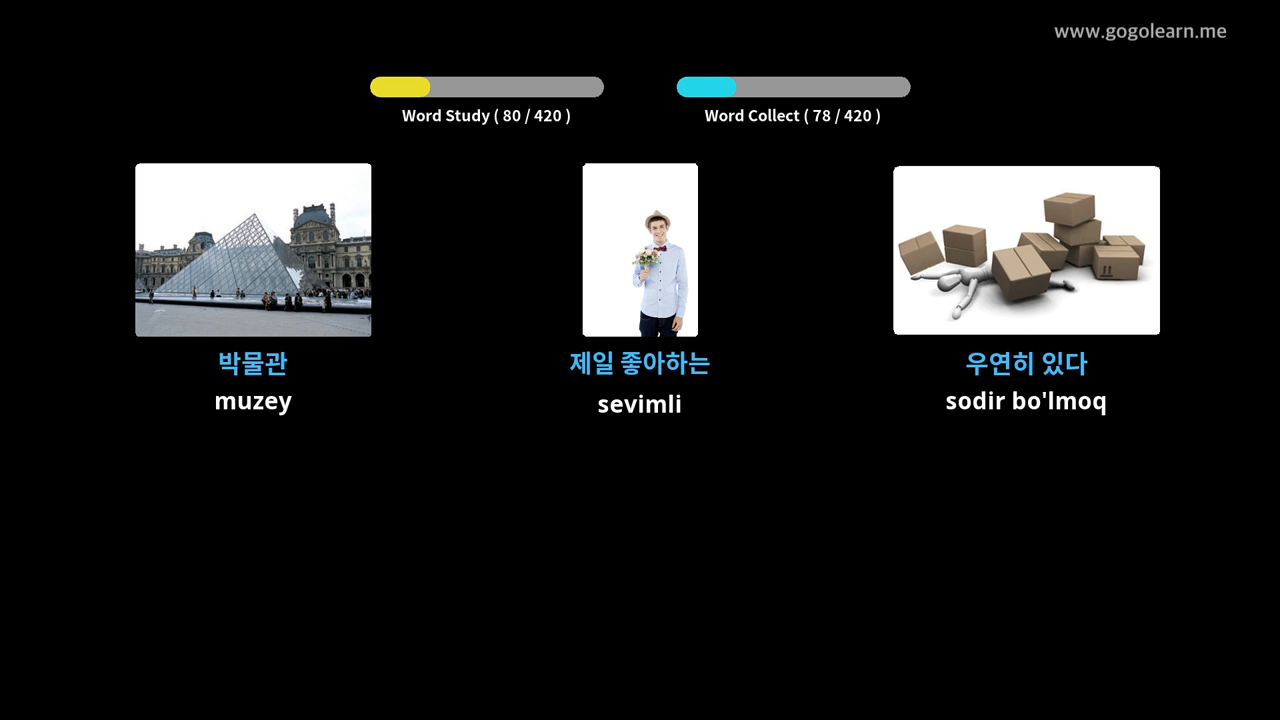 www.gogolearn.me
Word Study ( 80 / 420 )
Word Collect ( 78 / 420 )
박물관
muzey
제일 좋아하는
sevimli
우연히 있다
sodir bo'lmoq